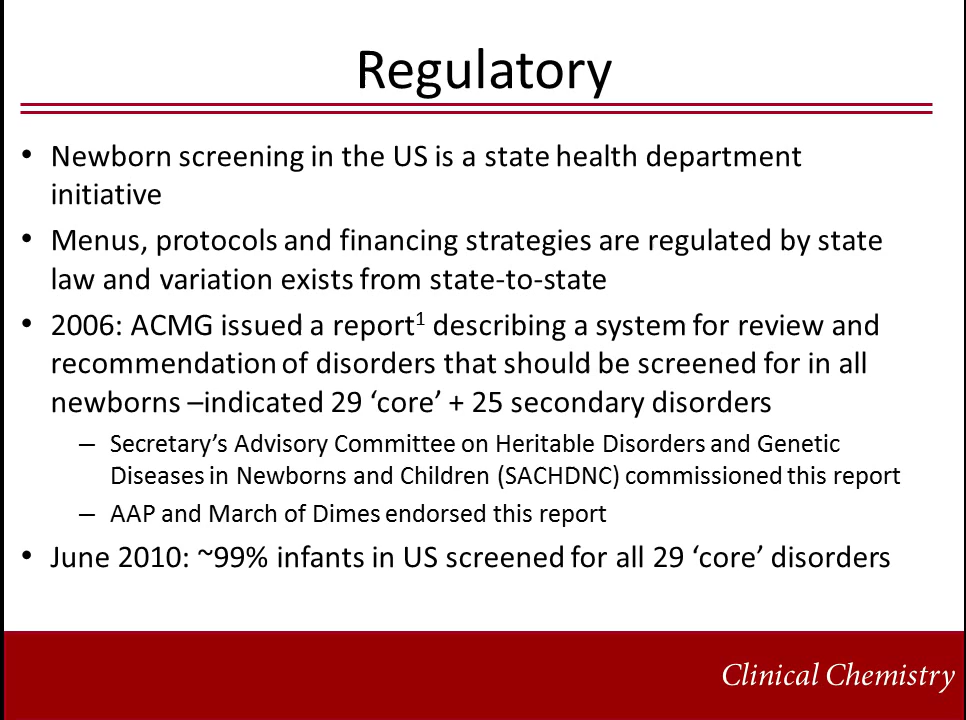 Regulatory
• Newborn screening in the US is a state health department
initiative
• Menus, protocols and financing strategies are regulated by state
law and variation exists from state-to-state
• 2006: ACMG issued a report¹ describing a system for review and
recommendation of disorders that should be screened for in all
newborns –indicated 29 ‘core’ + 25 secondary disorders
– Secretary’s Advisory Committee on Heritable Disorders and Genetic
Diseases in Newborns and Children (SACHDNC) commissioned this report
– AAP and March of Dimes endorsed this report
• June 2010: ~99% infants in US screened for all 29 ‘core’ disorders
Clinical Chemistry